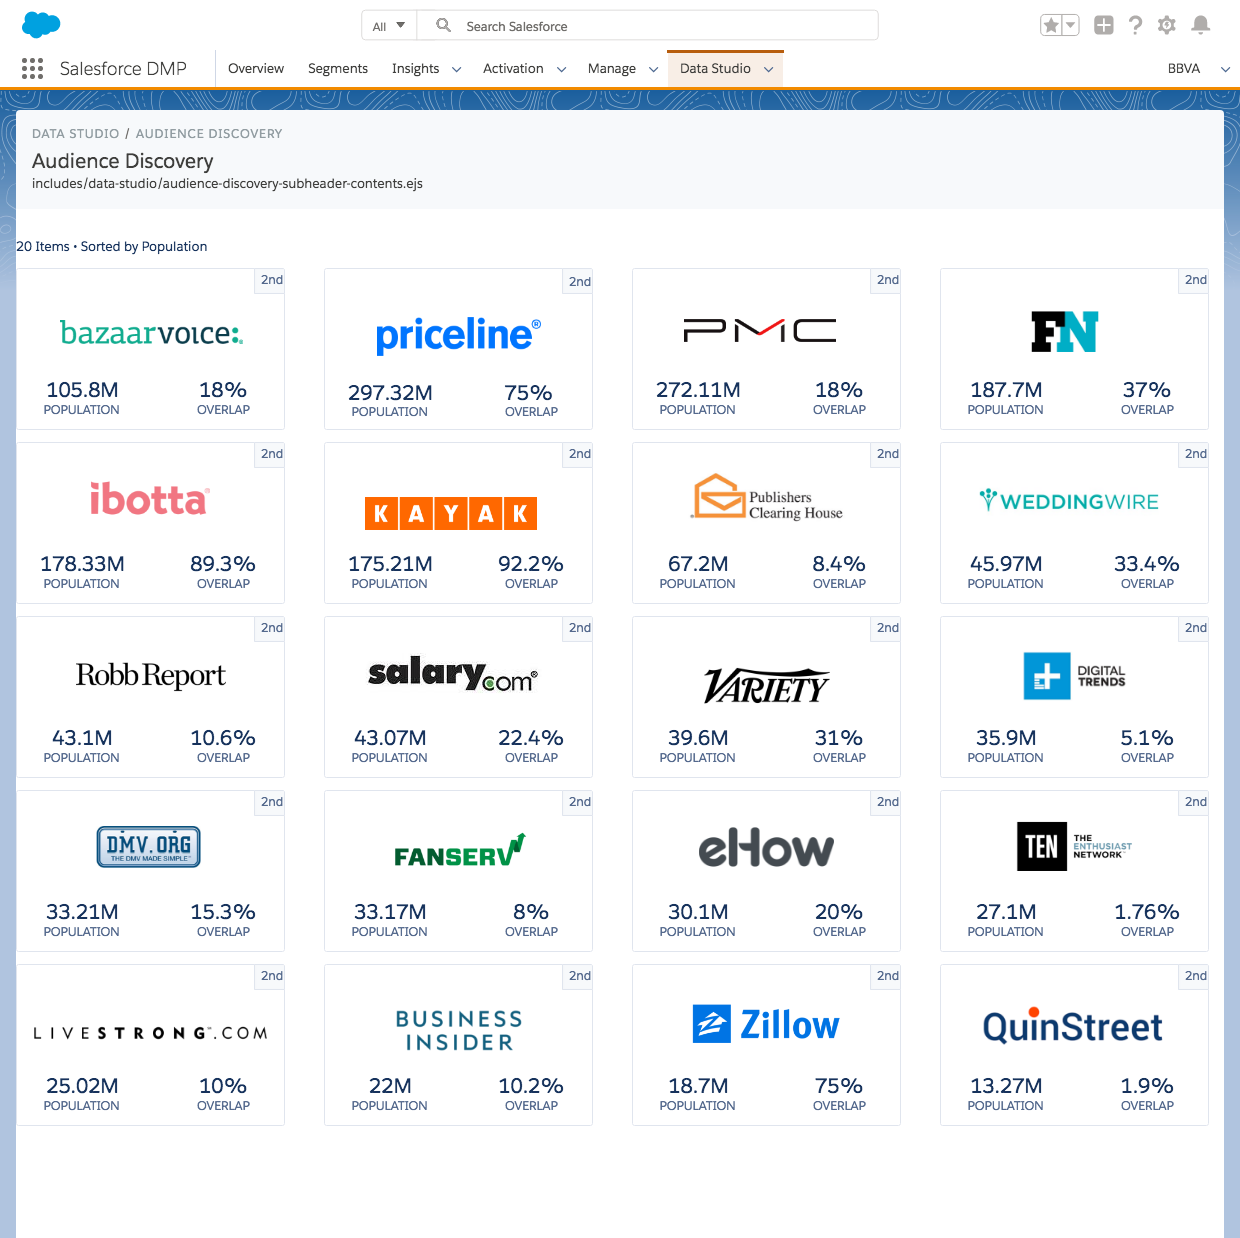 All Search Salesforce
Salesforce DMP Overview Segments Insights Activation Manage Data Studio BBVA
DATA STUDIO / AUDIENCE DISCOVERY
Audience Discovery
includes/data-studio/audience-discovery-subheader-contents.ejs
20 Items • Sorted by Population
2nd
bazaarvoice:
105.8M 18%
POPULATION OVERLAP
2nd
priceline®
297.32M 75%
POPULATION OVERLAP
2nd
PMC
272.11M 18%
POPULATION OVERLAP
2nd
FN
187.7M 37%
POPULATION OVERLAP
2nd
ibotta
178.33M 89.3%
POPULATION OVERLAP
2nd
KAYAK
175.21M 92.2%
POPULATION OVERLAP
2nd
Publishers
Clearing House
67.2M 8.4%
POPULATION OVERLAP
2nd
WEDDINGWIRE
45.97M 33.4%
POPULATION OVERLAP
2nd
Robb Report
43.1M 10.6%
POPULATION OVERLAP
2nd
salary.com®
43.07M 22.4%
POPULATION OVERLAP
2nd
VARIETY
39.6M 31%
POPULATION OVERLAP
2nd
DIGITAL
TRENDS
35.9M 5.1%
POPULATION OVERLAP
2nd
DMV.ORG
THE DMV MADE SIMPLE™
33.21M 15.3%
POPULATION OVERLAP
2nd
FANSERV
33.17M 8%
POPULATION OVERLAP
2nd
eHow
30.1M 20%
POPULATION OVERLAP
2nd
TEN THE
ENTHUSIAST
NETWORK™
27.1M 1.76%
POPULATION OVERLAP
2nd
LIVESTRONG™.COM
25.02M 10%
POPULATION OVERLAP
2nd
BUSINESS
INSIDER
22M 10.2%
POPULATION OVERLAP
2nd
Zillow
18.7M 75%
POPULATION OVERLAP
2nd
QuinStreet
13.27M 1.9%
POPULATION OVERLAP